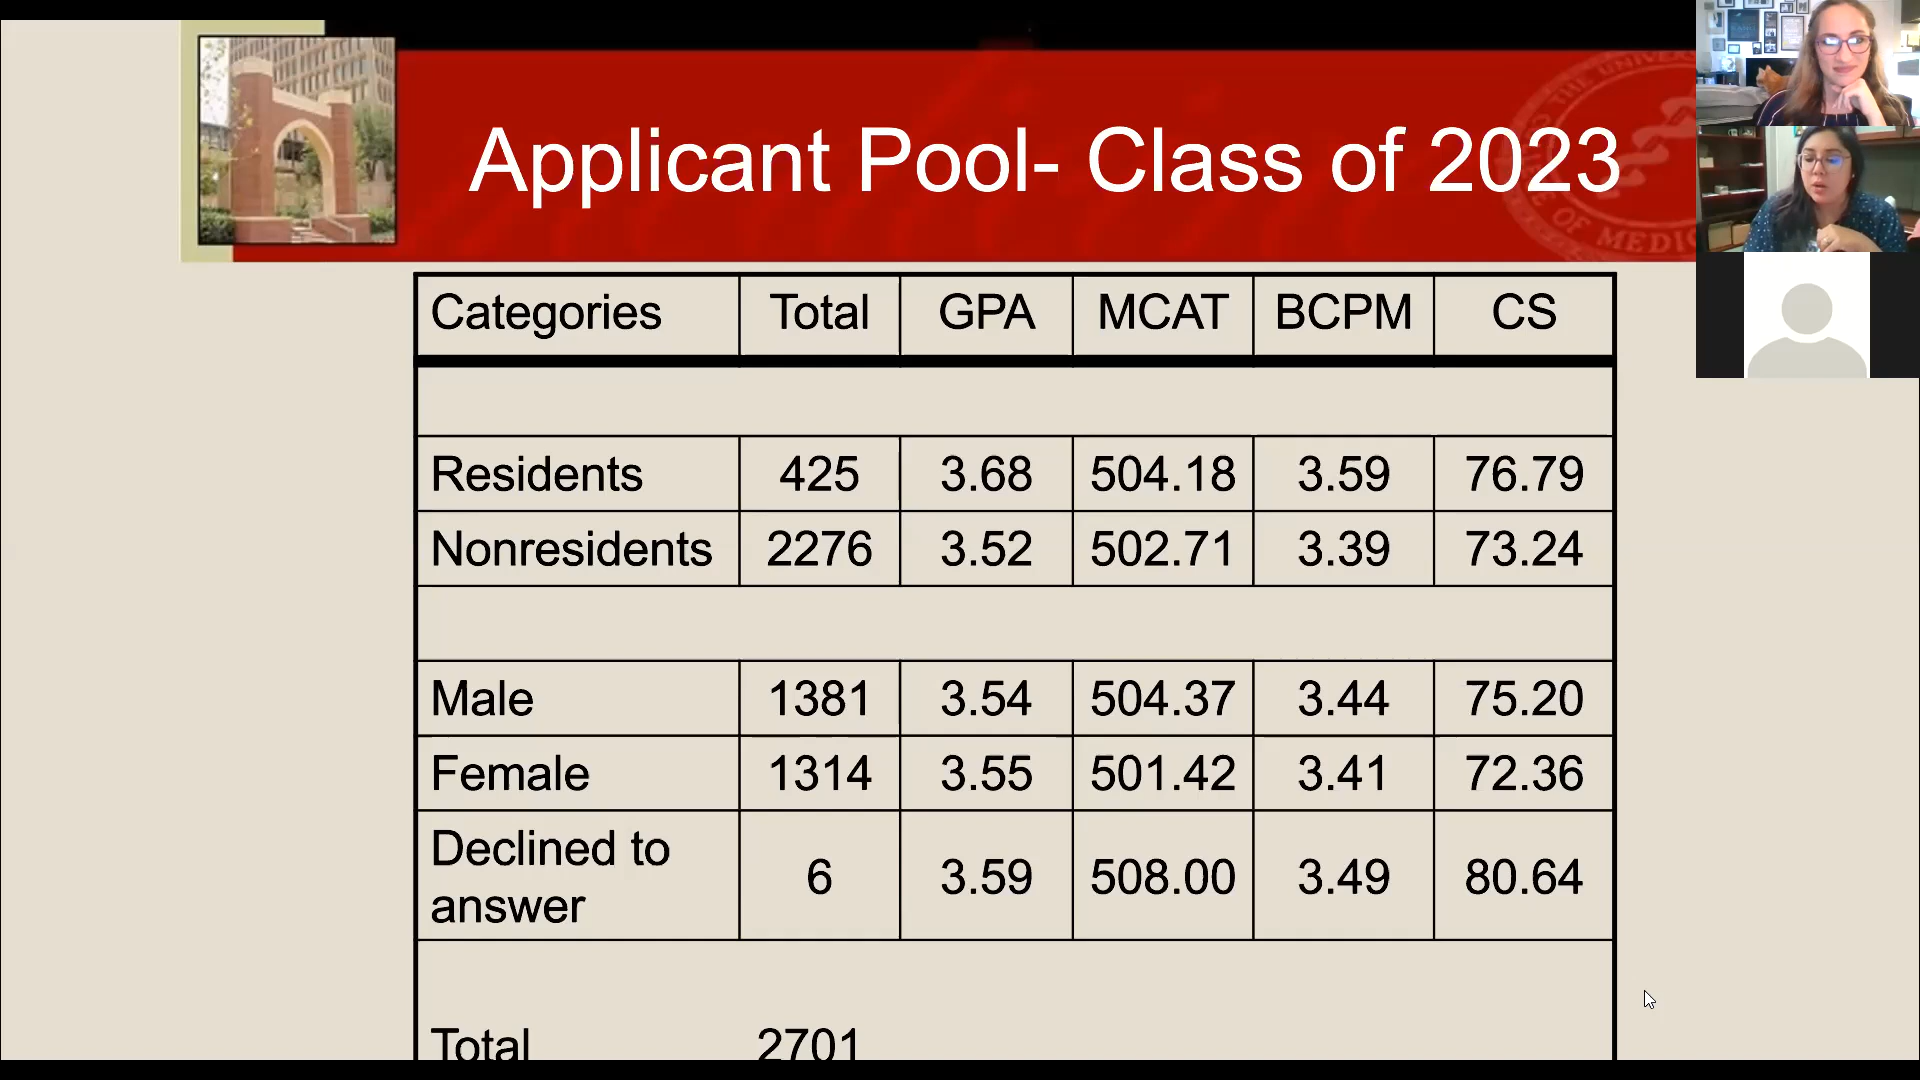 Applicant Pool- Class of 2023
Categories Total GPA MCAT BCPM CS
Residents 425 3.68 504.18 3.59 76.79
Nonresidents 2276 3.52 502.71 3.39 73.24
Male 1381 3.54 504.37 3.44 75.20
Female 1314 3.55 501.42 3.41 72.36
Declined to
answer 6 3.59 508.00 3.49 80.64
Total 2701